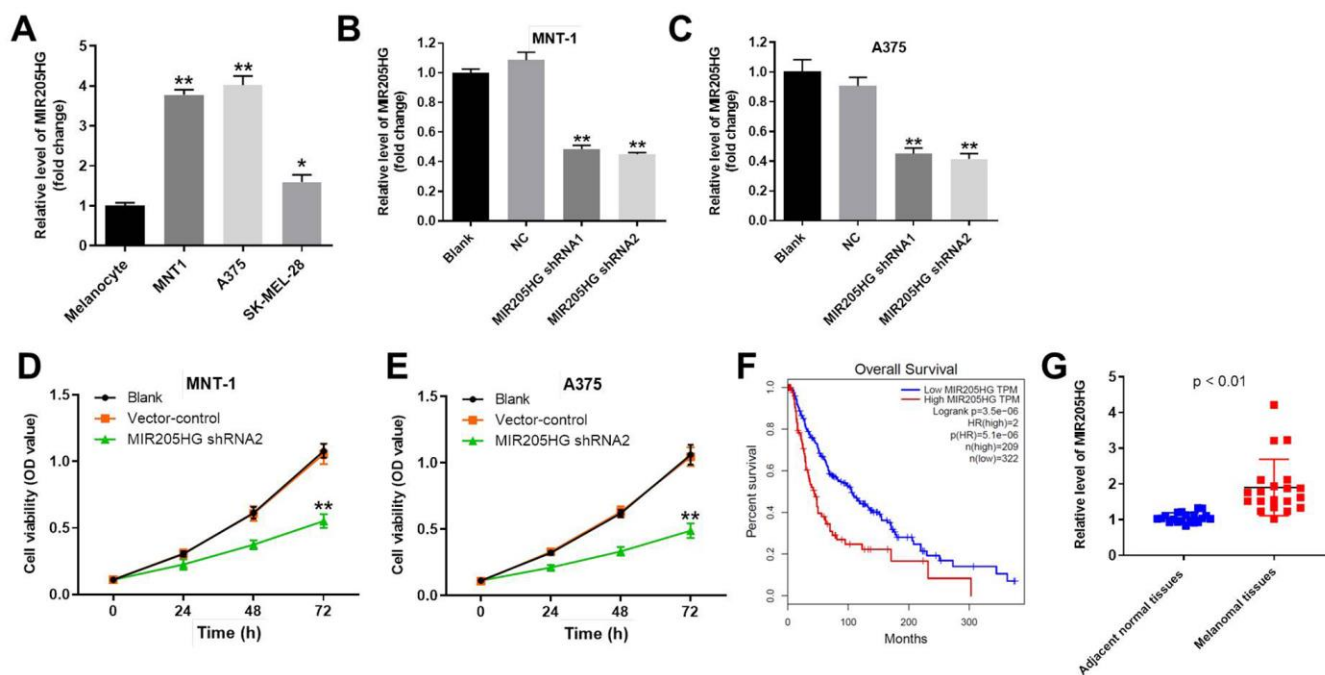 A
Relative level of MIR205HG
(fold change)
5
4
3
2
1
0
**
**
*
Melanocyte
MNT1
A375
SK-MEL-28
B
MNT-1
Relative level of MIR205HG
(fold change)
1.2
1.0
0.8
0.6
0.4
0.2
0.0
**
**
Blank
NC
MIR205HG shRNA1
MIR205HG shRNA2
C
A375
Relative level of MIR205HG
(fold change)
1.2
1.0
0.8
0.6
0.4
0.2
0.0
**
**
Blank
NC
MIR205HG shRNA1
MIR205HG shRNA2
D
MNT-1
Cell viability (OD value)
1.5
1.0
0.5
0.0
Blank
Vector-control
MIR205HG shRNA2
**
0 24 48 72
Time (h)
E
A375
Cell viability (OD value)
1.5
1.0
0.5
0.0
Blank
Vector-control
MIR205HG shRNA2
**
0 24 48 72
Time (h)
F
Overall Survival
Percent survival
1.0
0.8
0.6
0.4
0.2
0.0
Low MIR205HG TPM
High MIR205HG TPM
Logrank p=3.5e-06
HR(high)=2
p(HR)=5.1e-06
n(high)=209
n(low)=322
0 100 200 300
Months
G
p < 0.01
Relative level of MIR205HG
5
4
3
2
1
0
Adjacent normal tissues
Melanomal tissues